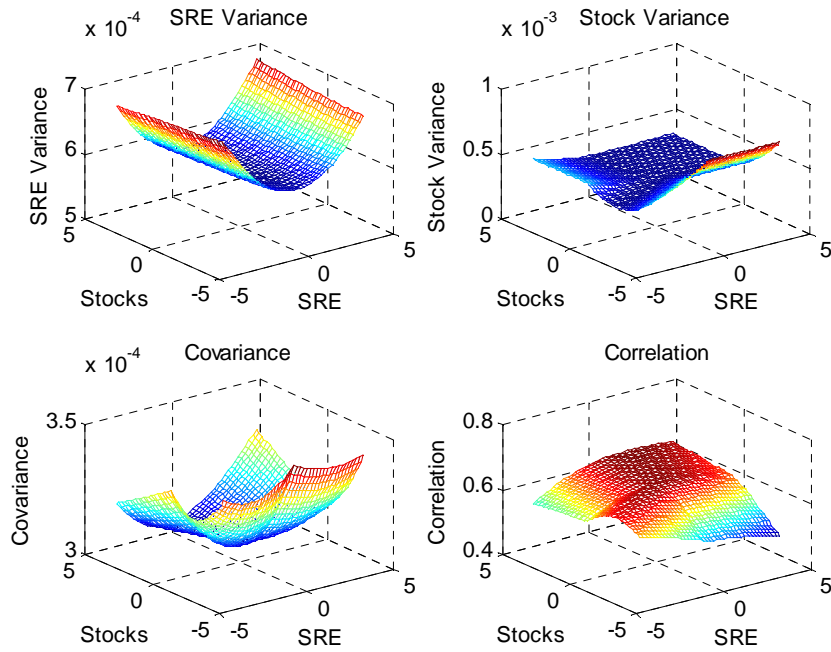 x 10^-4
SRE Variance
7
6
5
SRE Variance
5
0
-5
Stocks
-5
0
5
SRE
x 10^-3
Stock Variance
1
0.5
0
Stock Variance
5
0
-5
Stocks
-5
0
5
SRE
x 10^-4
Covariance
3.5
3
Covariance
5
0
-5
Stocks
-5
0
5
SRE
Correlation
0.8
0.6
0.4
Correlation
5
0
-5
Stocks
-5
0
5
SRE